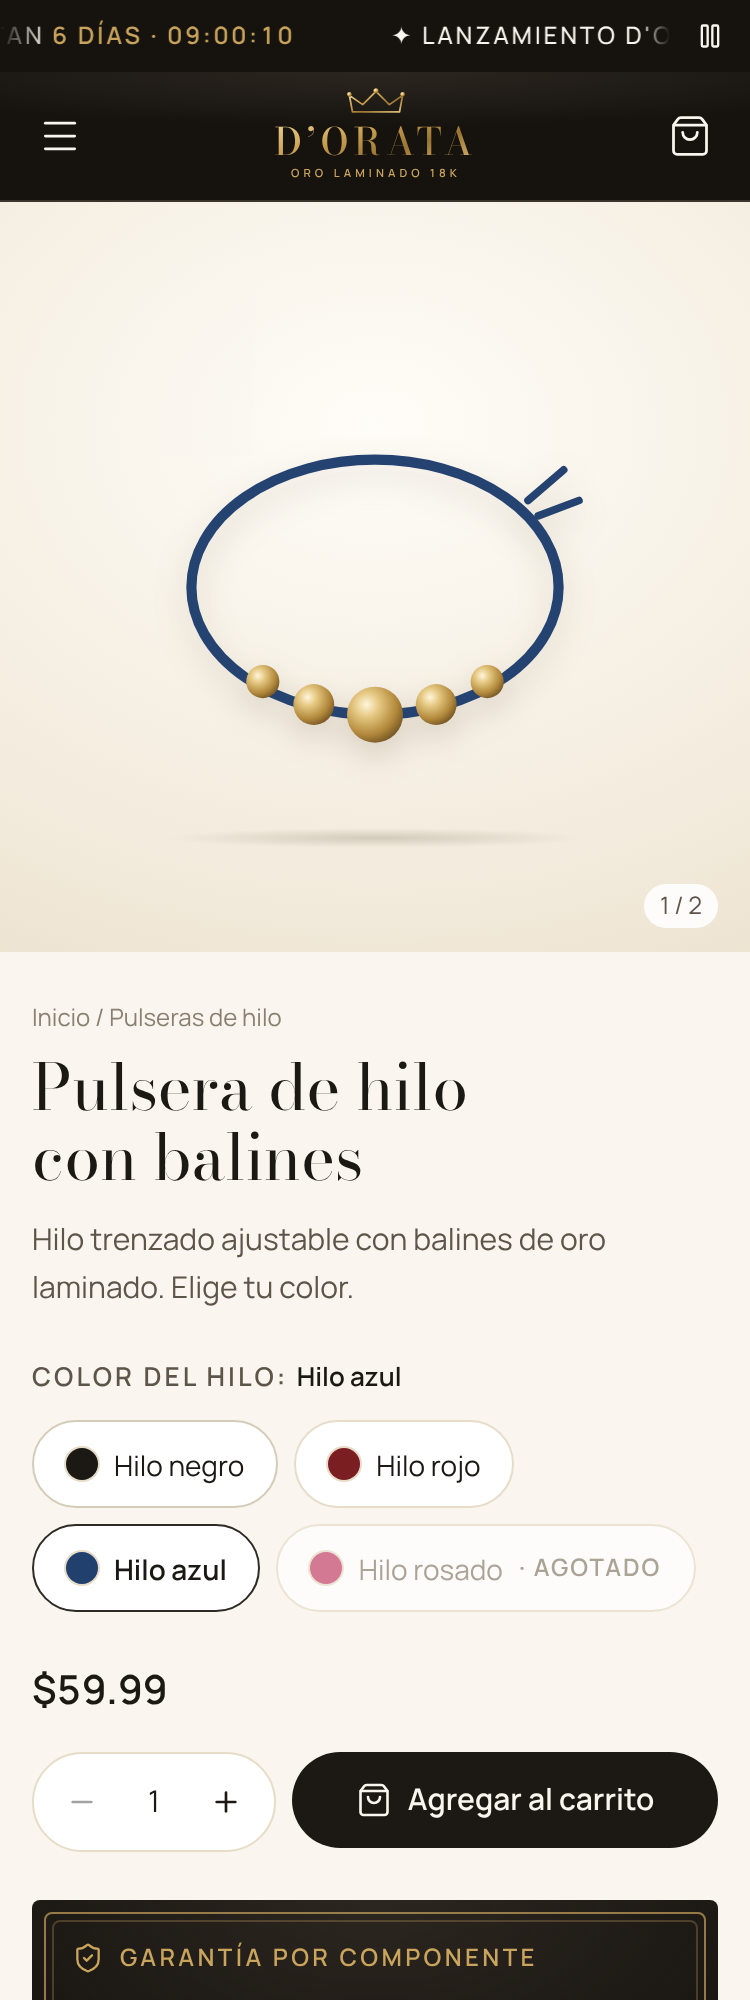 6 DÍAS · 09:00:10 ✦ LANZAMIENTO
D'ORATA
ORO LAMINADO 18K
1 / 2
Inicio / Pulseras de hilo
Pulsera de hilo
con balines
Hilo trenzado ajustable con balines de oro
laminado. Elige tu color.
COLOR DEL HILO: Hilo azul
Hilo negro
Hilo rojo
Hilo azul
Hilo rosado · AGOTADO
$59.99
1
Agregar al carrito
GARANTÍA POR COMPONENTE